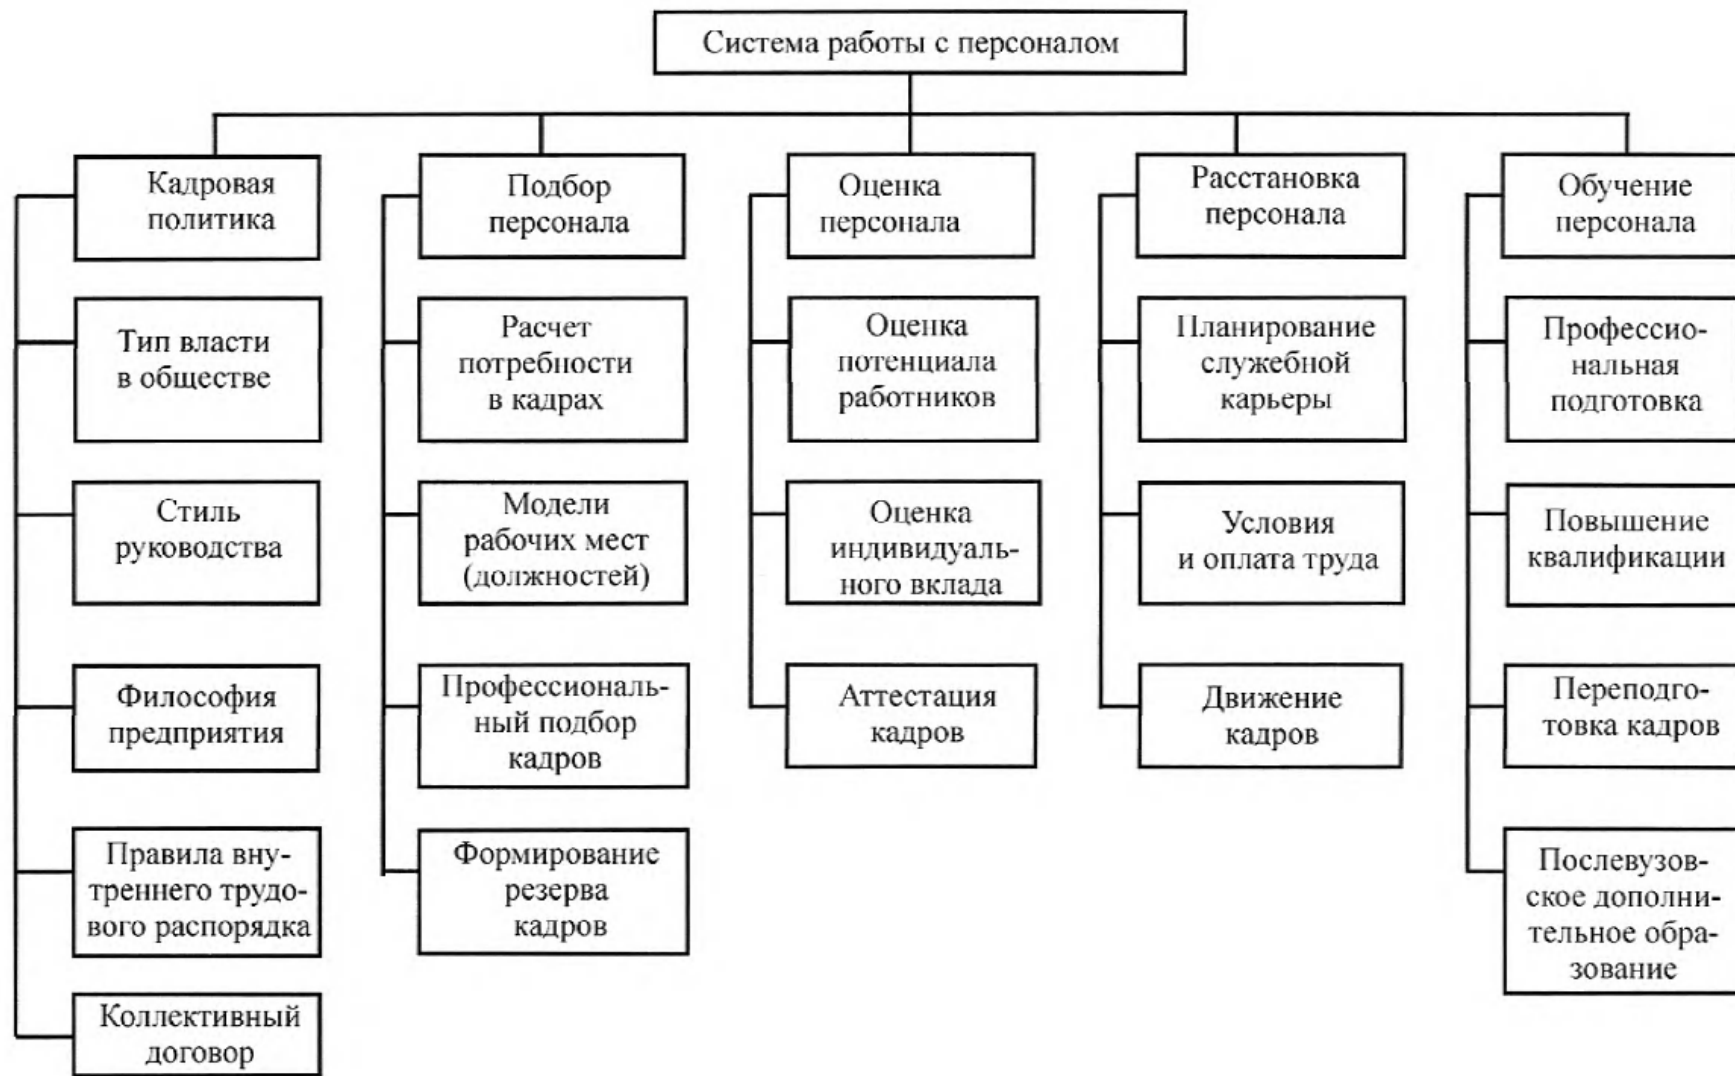 Система работы с персоналом
Кадровая
политика
Тип власти
в обществе
Стиль
руководства
Философия
предприятия
Правила вну-
треннего трудо-
вого распорядка
Коллективный
договор
Подбор
персонала
Расчет
потребности
в кадрах
Модели
рабочих мест
(должностей)
Профессиональ-
ный подбор
кадров
Формирование
резерва
кадров
Оценка
персонала
Оценка
потенциала
работников
Оценка
индивидуаль-
ного вклада
Аттестация
кадров
Расстановка
персонала
Планирование
служебной
карьеры
Условия
и оплата труда
Движение
кадров
Обучение
персонала
Профессио-
нальная
подготовка
Повышение
квалификации
Переподго-
товка кадров
Послевузов-
ское дополни-
тельное обра-
зование